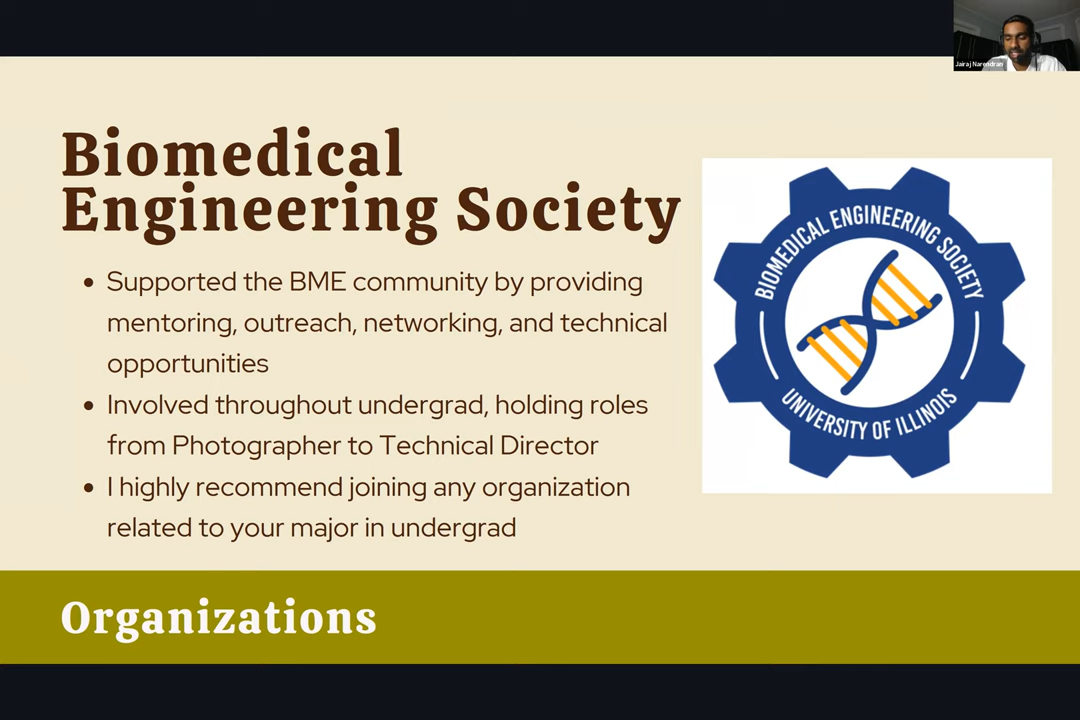 Jairaj Narendran
Biomedical
Engineering Society
• Supported the BME community by providing
mentoring, outreach, networking, and technical
opportunities
• Involved throughout undergrad, holding roles
from Photographer to Technical Director
• I highly recommend joining any organization
related to your major in undergrad
BIOMEDICAL ENGINEERING SOCIETY
UNIVERSITY OF ILLINOIS
Organizations